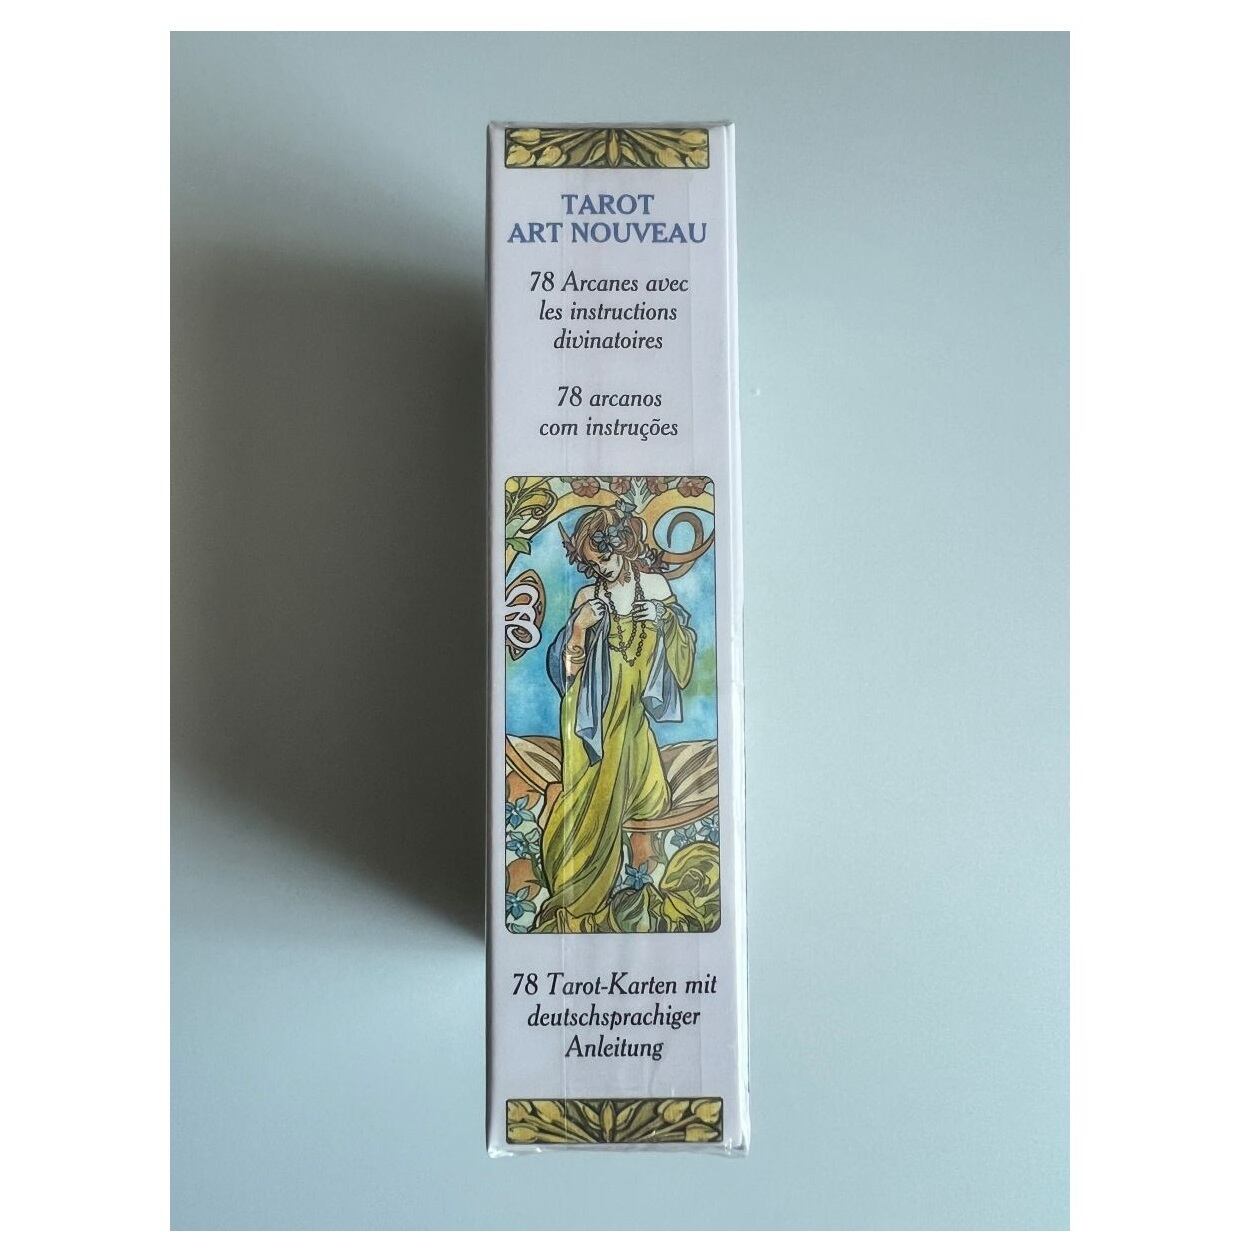 TAROT
ART NOUVEAU
78 Arcanes avec
les instructions
divinatoires
78 arcanos
com instruções
78 Tarot-Karten mit
deutschsprachiger
Anleitung